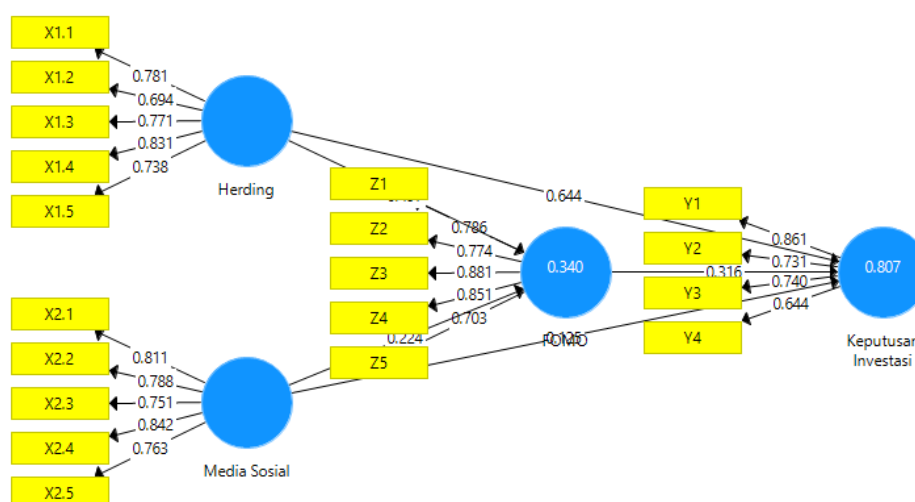 X1.1
X1.2
X1.3
X1.4
X1.5
0.781
0.694
0.771
0.831
0.738
Herding
X2.1
X2.2
X2.3
X2.4
X2.5
0.811
0.788
0.751
0.842
0.763
Media Sosial
Z1
Z2
Z3
Z4
Z5
0.786
0.774
0.881
0.851
0.703
0.224
0.340
FOMO
0.644
0.316
0.125
Y1
Y2
Y3
Y4
0.861
0.731
0.740
0.644
0.807
Keputusan
Investasi